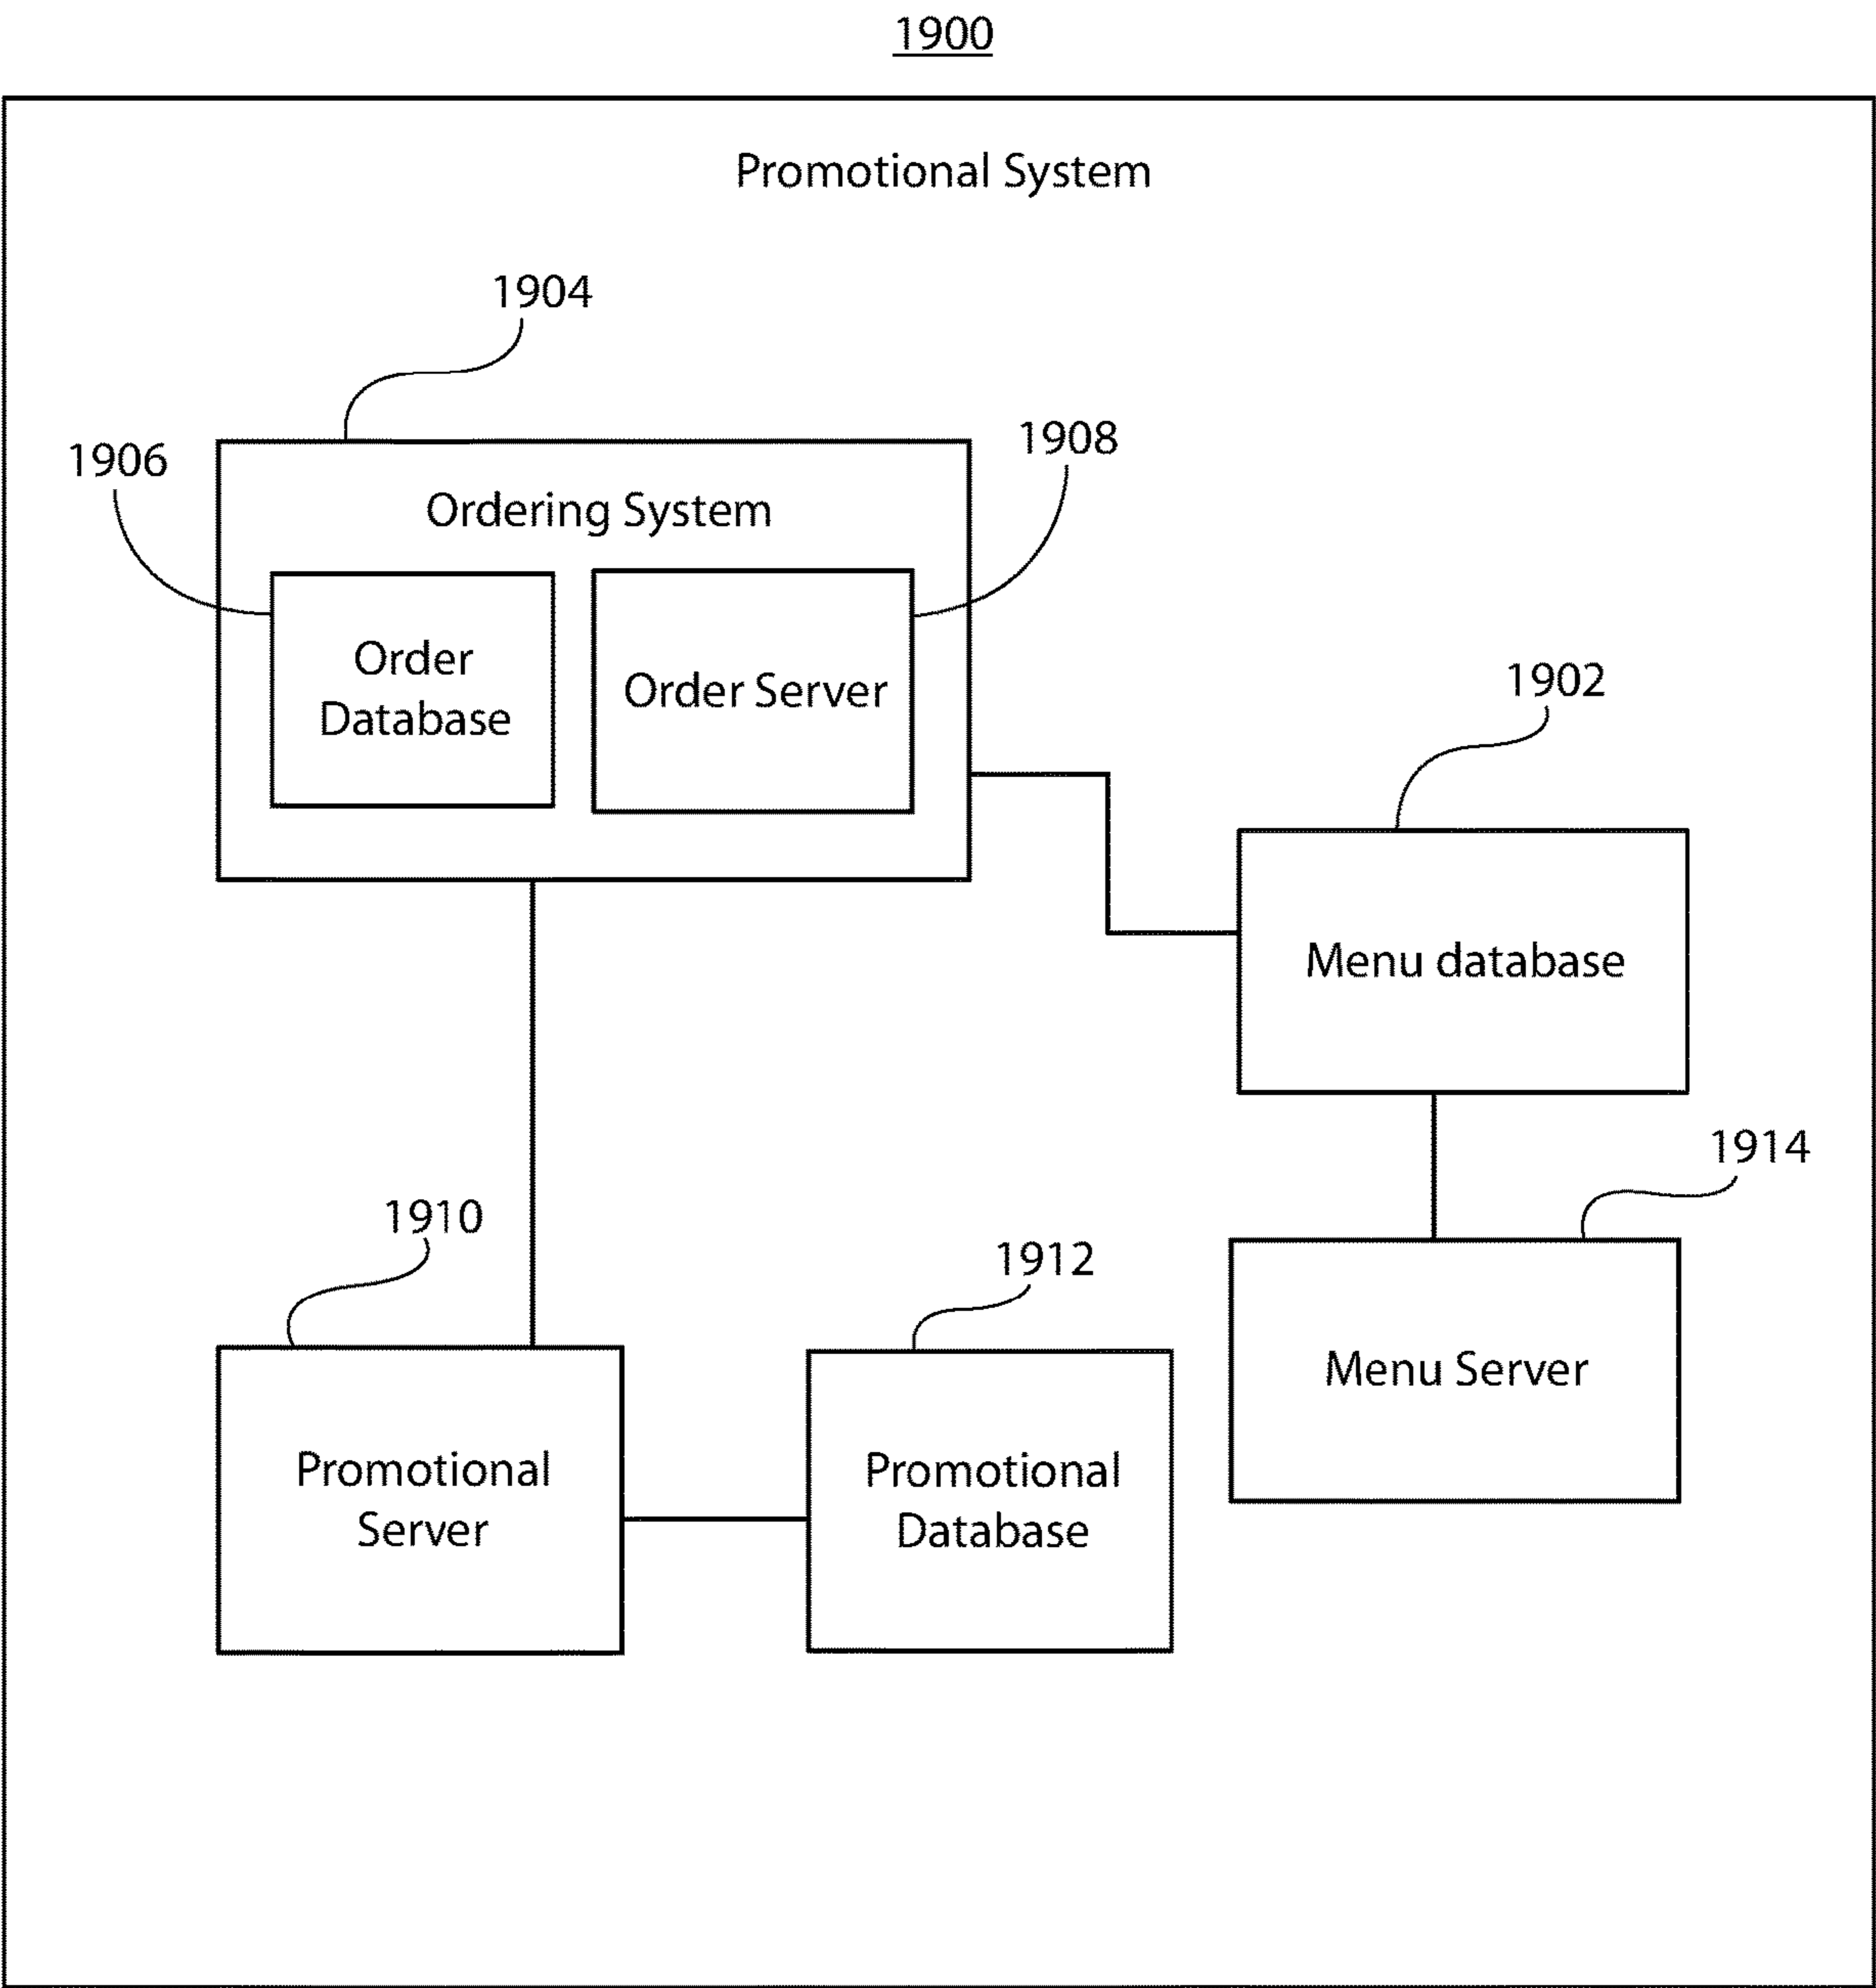 1900
Promotional System
1904
1906
1908
Ordering System
Order
Database
Order Server
1902
Menu database
1914
1910
1912
Menu Server
Promotional
Server
Promotional
Database